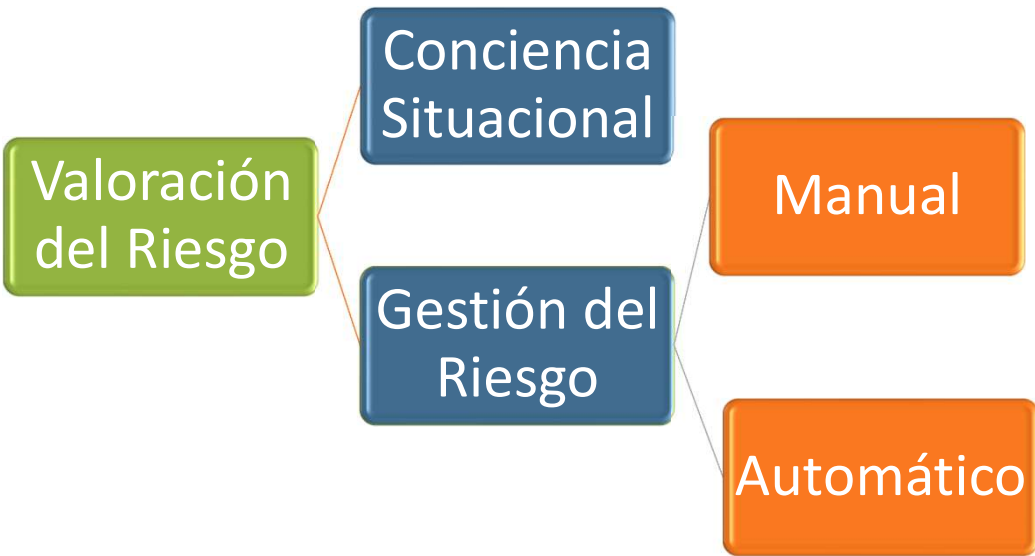 Valoración
del Riesgo
Conciencia
Situacional
Gestión del
Riesgo
Manual
Automático